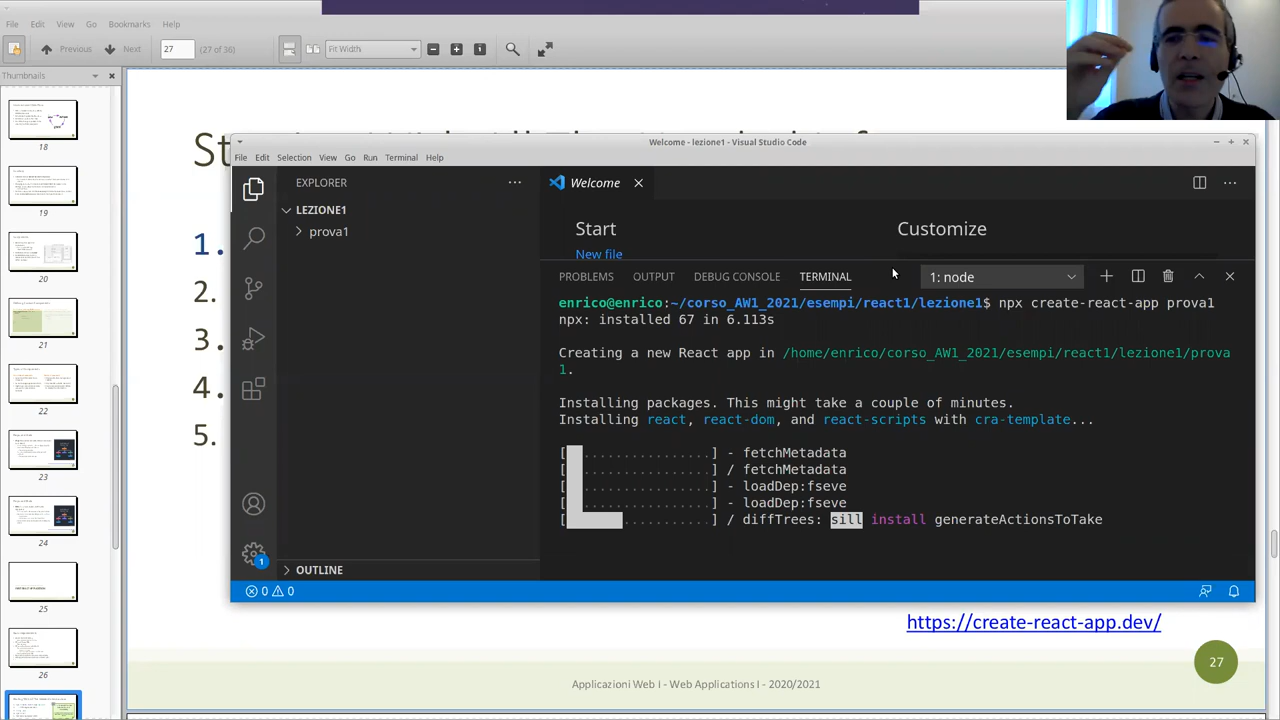 File Edit View Go Bookmarks Help
Previous Next 27 (27 of 36) Fit Width
Thumbnails
18
19
20
21
22
23
24
25
26
St
1.
2.
3.
4.
5.
Welcome - lezione1 - Visual Studio Code
File Edit Selection View Go Run Terminal Help
EXPLORER
Welcome
LEZIONE1
prova1
Start
Customize
New file
PROBLEMS OUTPUT DEBUG CONSOLE TERMINAL 1: node
enrico@enrico:~/corso_AW1_2021/esempi/react1/lezione1$ npx create-react-app prova1
npx: installed 67 in 6.113s
Creating a new React app in /home/enrico/corso_AW1_2021/esempi/react1/lezione1/prova
1.
Installing packages. This might take a couple of minutes.
Installing react, react-dom, and react-scripts with cra-template...
[ ................] - fetchMetadata
[ ................] / fetchMetadata
[ ................] - loadDep:fseve
[ ................] \ loadDep:fseve
[ ...........] / diffTrees: sill install generateActionsToTake
OUTLINE
0 0
1
https://create-react-app.dev/
27
Applicazioni Web I - Web Applications I - 2020/2021